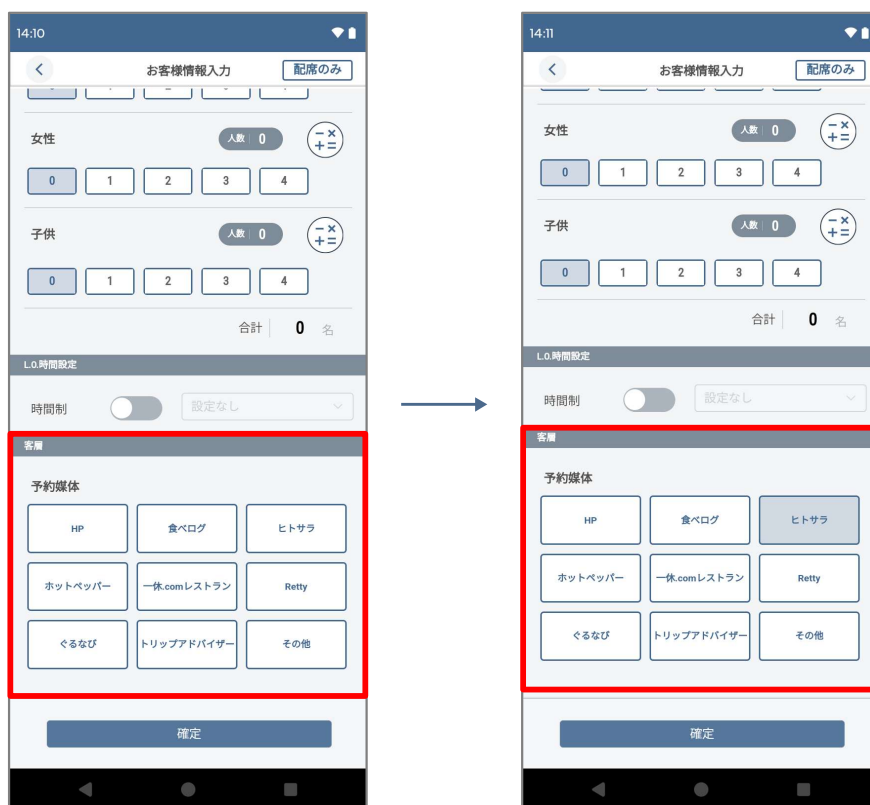 14:10
お客様情報入力 配席のみ
女性 人数 0
0 1 2 3 4
子供 人数 0
0 1 2 3 4
合計 0 名
L.O.時間設定
時間制 設定なし
客層
予約媒体
HP 食べログ ヒトサラ
ホットペッパー 一休.comレストラン Retty
ぐるなび トリップアドバイザー その他
確定
14:11
お客様情報入力 配席のみ
女性 人数 0
0 1 2 3 4
子供 人数 0
0 1 2 3 4
合計 0 名
L.O.時間設定
時間制 設定なし
客層
予約媒体
HP 食べログ ヒトサラ
ホットペッパー 一休.comレストラン Retty
ぐるなび トリップアドバイザー その他
確定